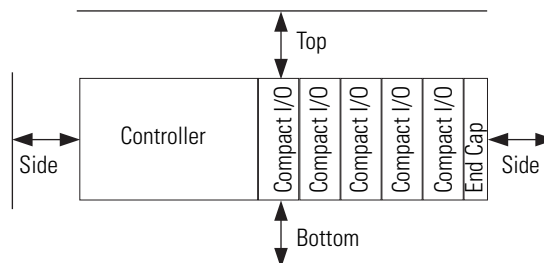 Top
Controller
Compact I/O
Compact I/O
Compact I/O
Compact I/O
Compact I/O
End Cap
Side
Side
Bottom